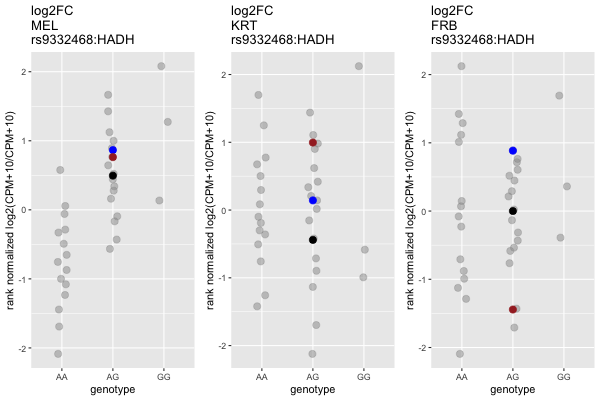 log2FC
MEL
rs9332468:HADH
rank normalized log2(CPM+10/CPM+10)
2
1
0
-1
-2
AA
AG
GG
genotype
log2FC
KRT
rs9332468:HADH
rank normalized log2(CPM+10/CPM+10)
2
1
0
-1
-2
AA
AG
GG
genotype
log2FC
FRB
rs9332468:HADH
rank normalized log2(CPM+10/CPM+10)
2
1
0
-1
-2
AA
AG
GG
genotype